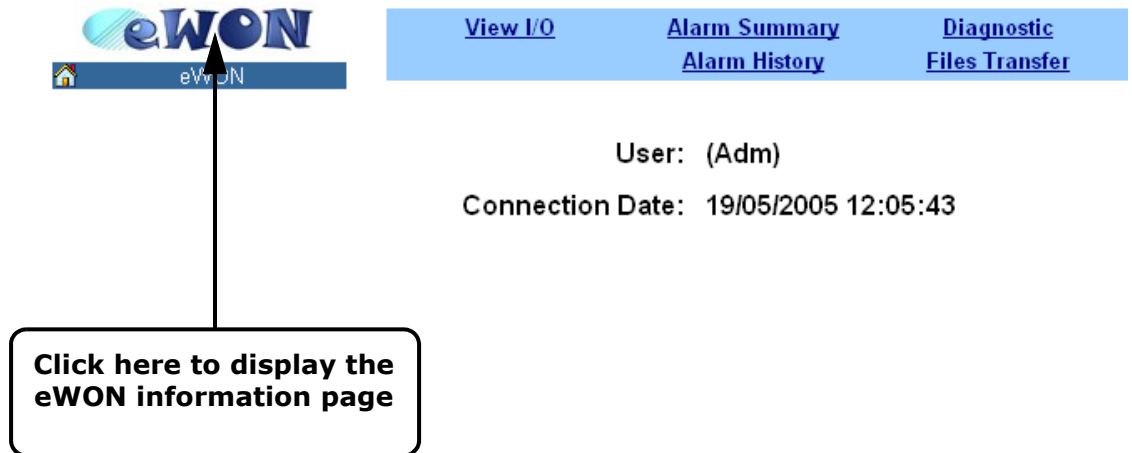 eWON
eWON
View I/O Alarm Summary Diagnostic
Alarm History Files Transfer
User: (Adm)
Connection Date: 19/05/2005 12:05:43
Click here to display the
eWON information page